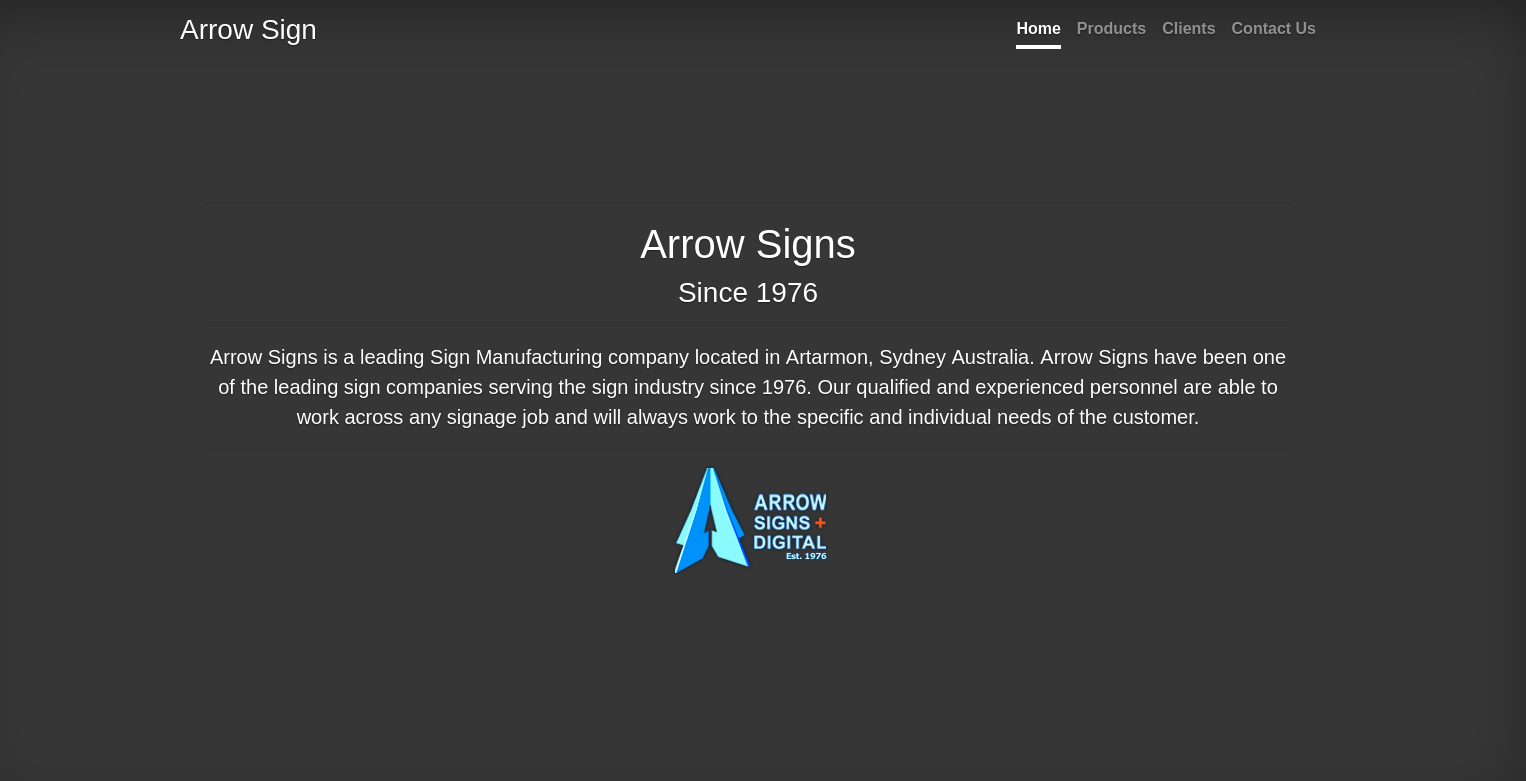 Arrow Sign
Home Products Clients Contact Us
Arrow Signs
Since 1976
Arrow Signs is a leading Sign Manufacturing company located in Artarmon, Sydney Australia. Arrow Signs have been one
of the leading sign companies serving the sign industry since 1976. Our qualified and experienced personnel are able to
work across any signage job and will always work to the specific and individual needs of the customer.
ARROW
SIGNS +
DIGITAL
Est. 1976